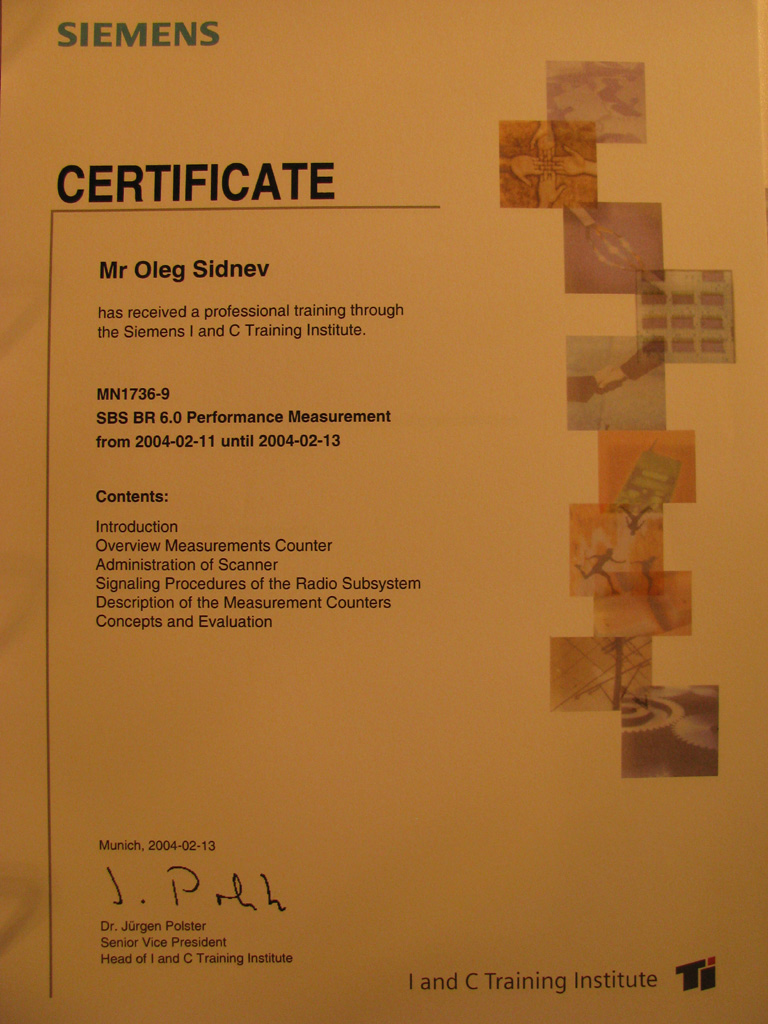 SIEMENS
CERTIFICATE
Mr Oleg Sidnev
has received a professional training through
the Siemens I and C Training Institute.
MN1736-9
SBS BR 6.0 Performance Measurement
from 2004-02-11 until 2004-02-13
Contents:
Introduction
Overview Measurements Counter
Administration of Scanner
Signaling Procedures of the Radio Subsystem
Description of the Measurement Counters
Concepts and Evaluation
Munich, 2004-02-13
J. Polster
Dr. Jürgen Polster
Senior Vice President
Head of I and C Training Institute
I and C Training Institute Ti